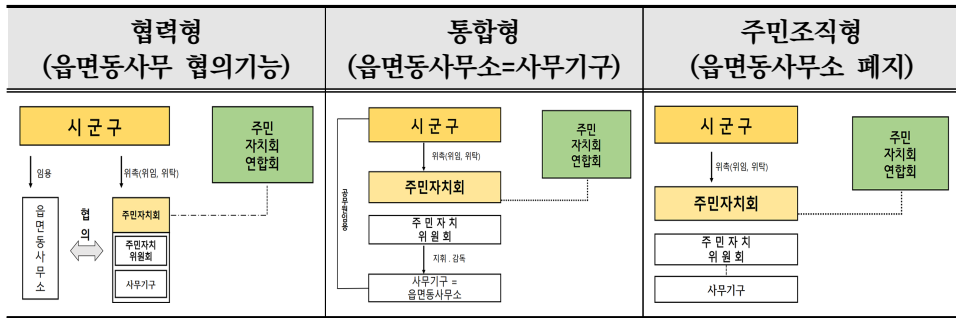 협력형
(읍면동사무 협의기능)
통합형
(읍면동사무소=사무기구)
주민조직형
(읍면동사무소 폐지)
시 군 구
주민
자치회
연합회
임용
위촉(위임, 위탁)
읍면동사무소
협의
주민자치회
주민자치
위원회
사무기구
시 군 구
주민
자치회
연합회
위촉(위임, 위탁)
주민자치회
공무원임용
주 민 자 치
위 원 회
지휘 . 감독
사무기구 =
읍면동사무소
시 군 구
주민
자치회
연합회
위촉(위임, 위탁)
주민자치회
주 민 자 치
위 원 회
사무기구